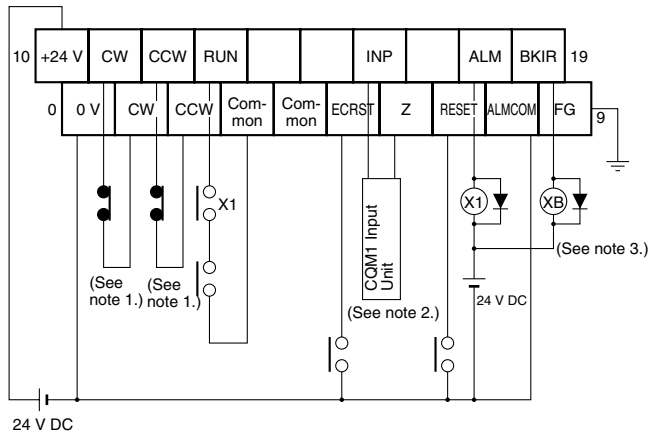 10 +24 V CW CCW RUN INP ALM BKIR 19
0 0 V CW CCW Com-
mon Com-
mon ECRST Z RESET ALMCOM FG 9
X1
X1
XB
(See
note 1.)
(See
note 1.)
CQM1 Input
Unit
(See note 2.)
(See note 3.)
24 V DC
24 V DC